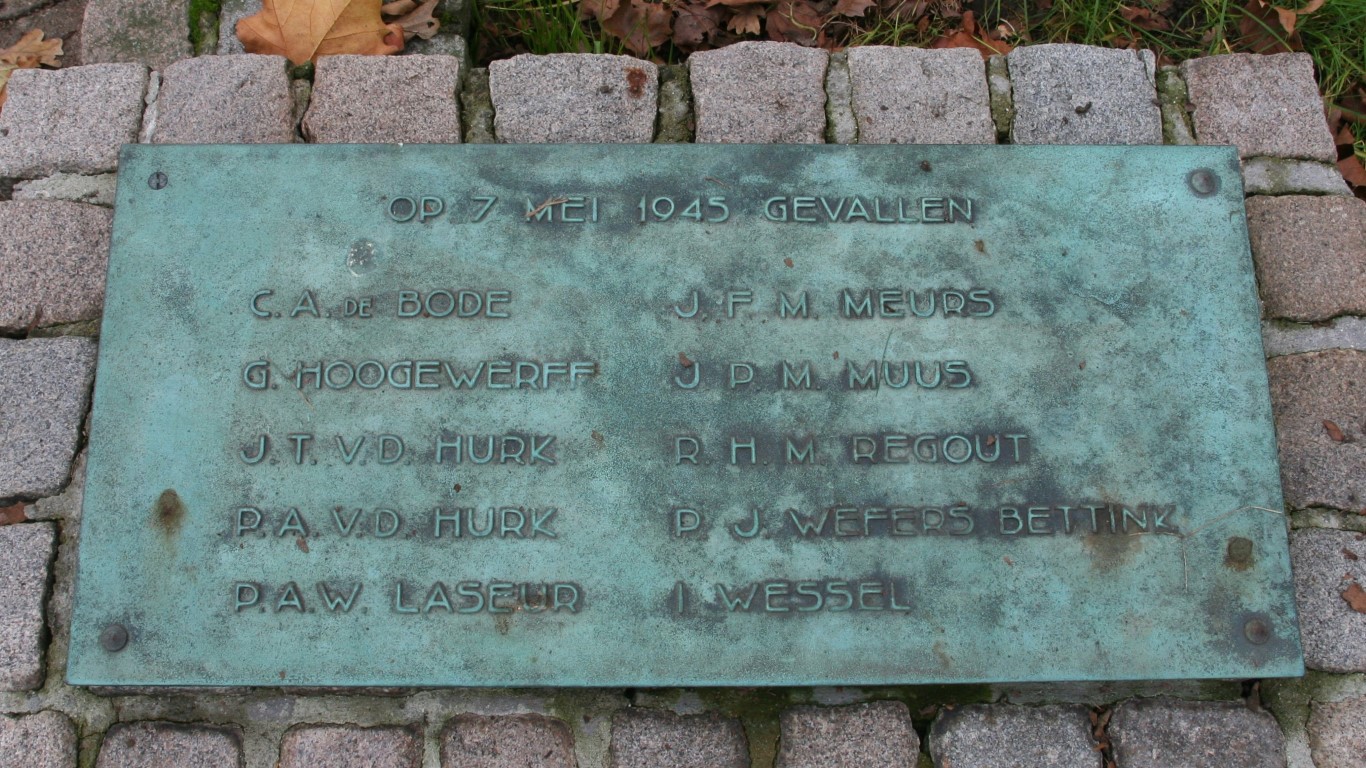 OP 7 MEI 1945 GEVALLEN
C. A. DE BODE
G. HOOGEWERFF
J. T. V. D. HURK
P. A. V. D. HURK
P. A. W. LASEUR
J. F. M. MEURS
J. P. M. MUUS
R. H. M. REGOUT
P. J. WEFERS BETTINK
I. WESSEL